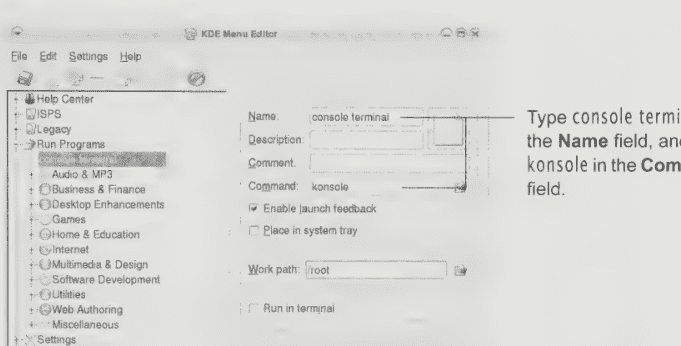 KDE Menu Editor
File Edit Settings Help
Help Center
ISPS
Legacy
Run Programs
Audio & MP3
Business & Finance
Desktop Enhancements
Games
Home & Education
Internet
Multimedia & Design
Software Development
Utilities
Web Authoring
Miscellaneous
Settings
Name: console terminal
Description:
Comment:
Command: konsole
Enable launch feedback
Place in system tray
Work path: /root
Run in terminal
Type console termi
the Name field, and
konsole in the Com
field.